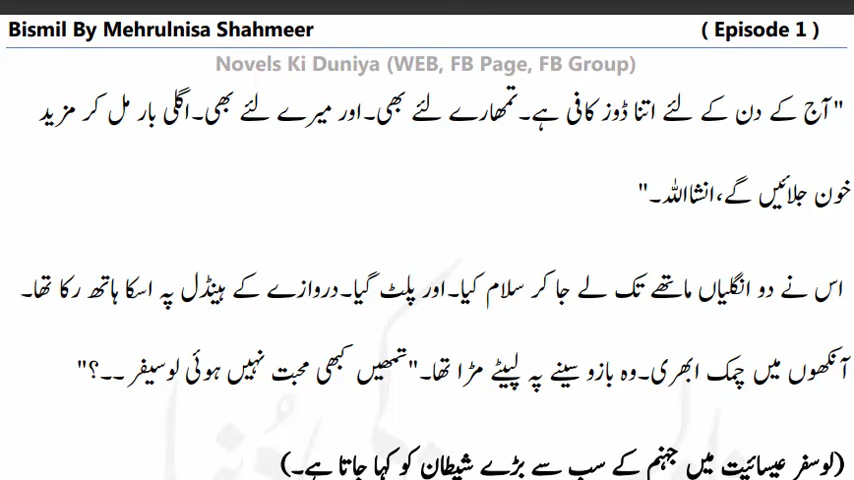 Bismil By Mehrulnisa Shahmeer ( Episode 1 )
Novels Ki Duniya (WEB, FB Page, FB Group)
"آج کے دن کے لئے اتنا ڈوز کافی ہے۔تمھارے لئے بھی۔اور میرے لئے بھی۔اگلی بار مل کر مزید
خون جلائیں گے،انشااللہ۔"
اس نے دو انگلیاں ماتھے تک لے جا کر سلام کیا۔اور پلٹ گیا۔دروازے کے ہینڈل پہ اسکا ہاتھ رکا تھا۔
آنکھوں میں چمک ابھری۔وہ بازو سینے پہ لپیٹے مڑا تھا۔"تمھیں کبھی محبت نہیں ہوئی لوسیفر ۔۔؟"
(لوسفر عیسائیت میں جہنم کے سب سے بڑے شیطان کو کہا جاتا ہے۔)